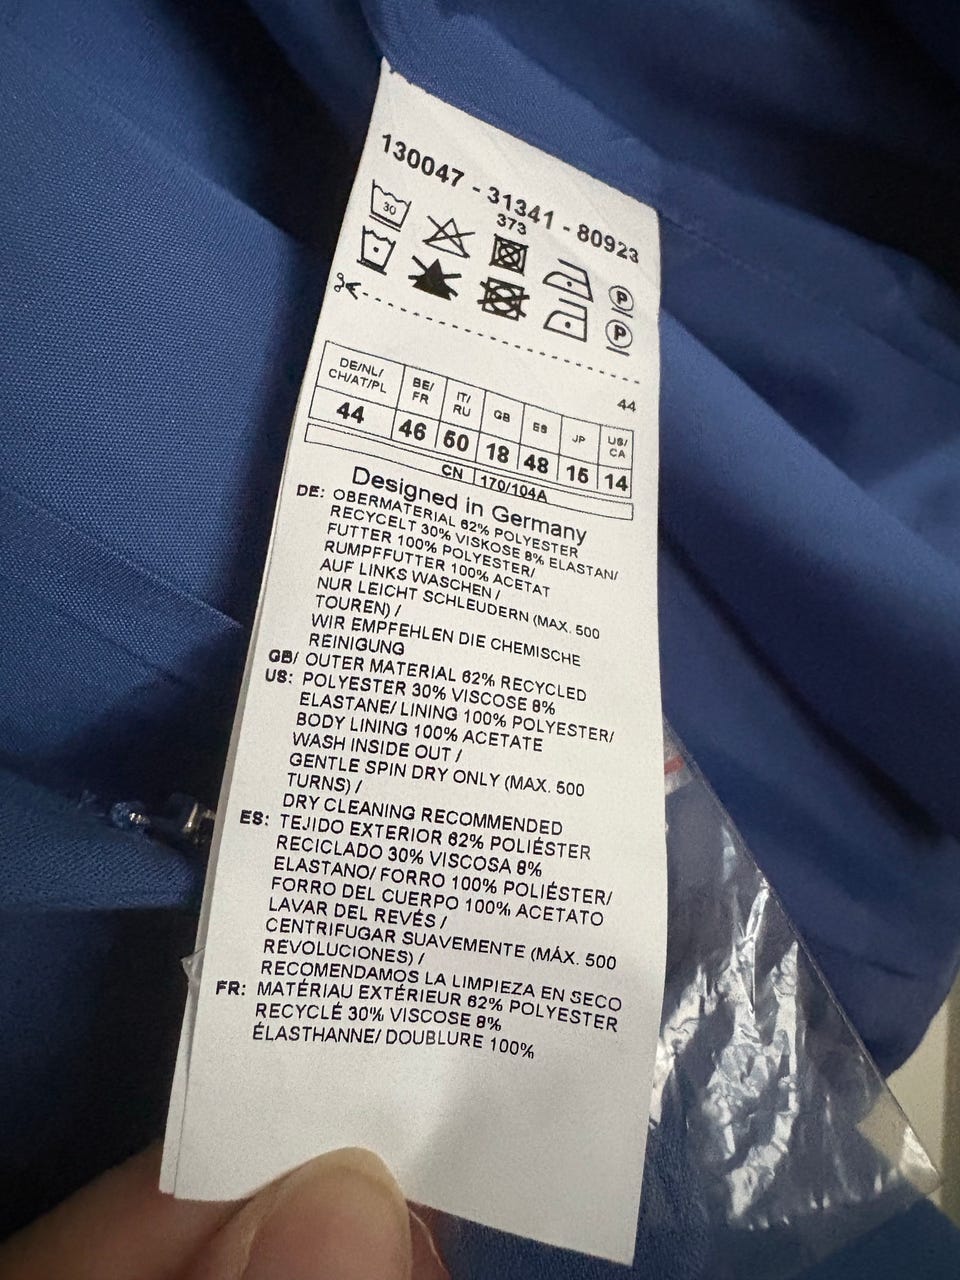 130047 - 31341 - 80923
373
30
P
P
44
DE/NL/ CH/AT/PL BE/ FR IT/ RU GB ES JP US/ CA
44 46 50 18 48 15 14
CN 170/104A
Designed in Germany
DE: OBERMATERIAL 62% POLYESTER
RECYCELT 30% VISKOSE 8% ELASTAN/
FUTTER 100% POLYESTER/
RUMPFFUTTER 100% ACETAT
AUF LINKS WASCHEN /
NUR LEICHT SCHLEUDERN (MAX. 500
TOUREN) /
WIR EMPFEHLEN DIE CHEMISCHE
REINIGUNG
GB/ OUTER MATERIAL 62% RECYCLED
US: POLYESTER 30% VISCOSE 8%
ELASTANE/ LINING 100% POLYESTER/
BODY LINING 100% ACETATE
WASH INSIDE OUT /
GENTLE SPIN DRY ONLY (MAX. 500
TURNS) /
DRY CLEANING RECOMMENDED
ES: TEJIDO EXTERIOR 62% POLIÉSTER
RECICLADO 30% VISCOSA 8%
ELASTANO/ FORRO 100% POLIÉSTER/
FORRO DEL CUERPO 100% ACETATO
LAVAR DEL REVÉS /
CENTRIFUGAR SUAVEMENTE (MÁX. 500
REVOLUCIONES) /
RECOMENDAMOS LA LIMPIEZA EN SECO
FR: MATÉRIAU EXTÉRIEUR 62% POLYESTER
RECYCLÉ 30% VISCOSE 8%
ÉLASTHANNE/ DOUBLURE 100%